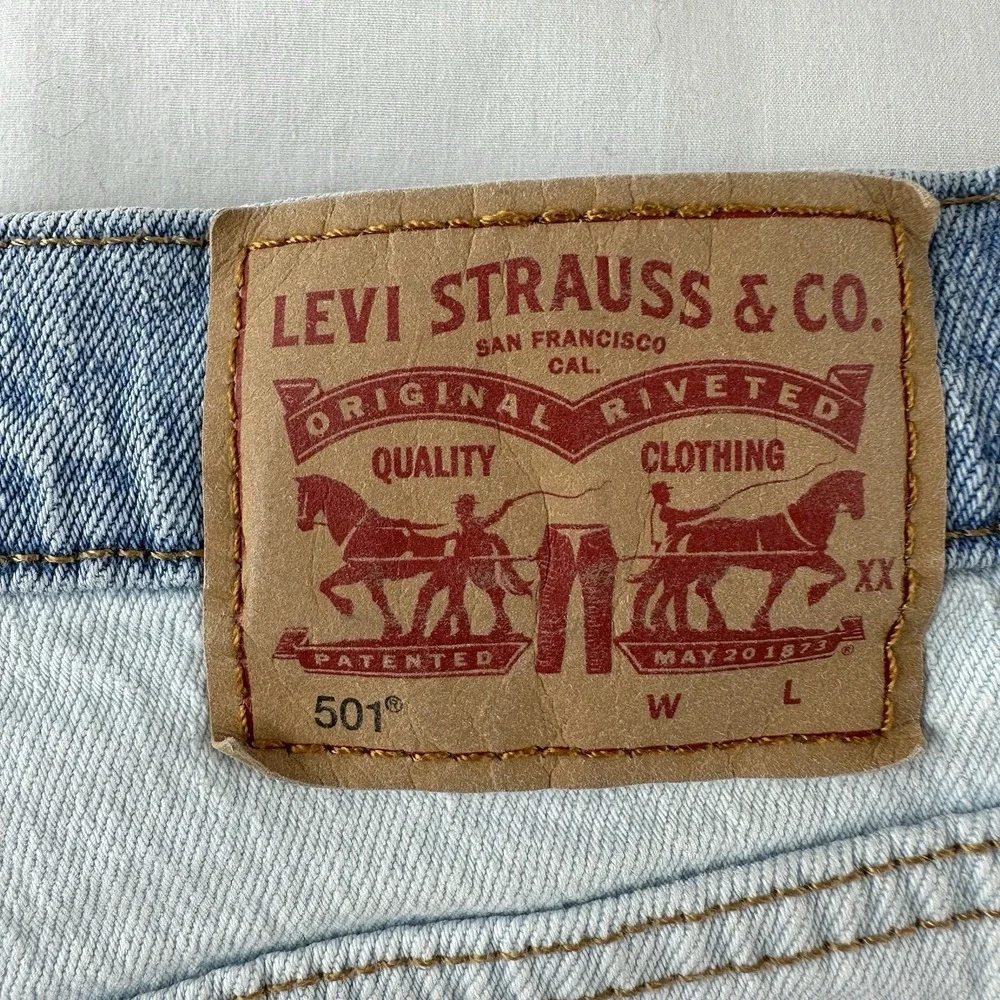 LEVI STRAUSS & CO.
SAN FRANCISCO
CAL.
ORIGINAL RIVETED
QUALITY CLOTHING
XX
PATENTED MAY 20 1873 ®
501® W L